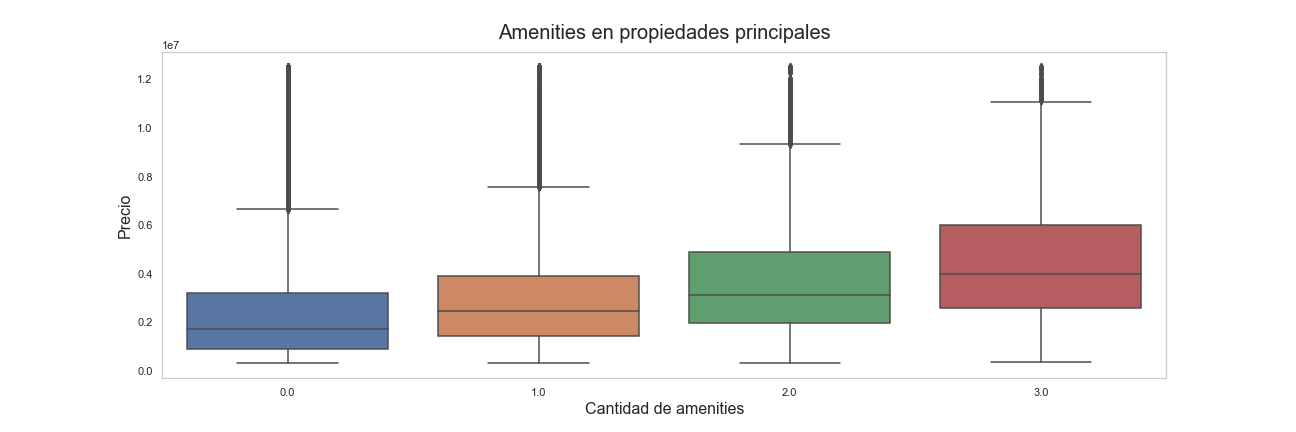 Amenities en propiedades principales
1e7
1.2
1.0
0.8
0.6
0.4
0.2
0.0
Precio
0.0 1.0 2.0 3.0
Cantidad de amenities